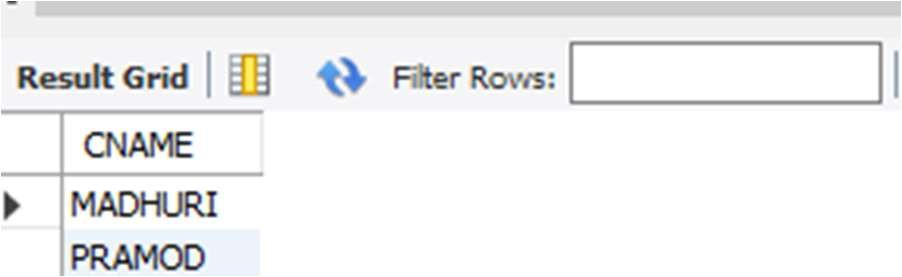 Result Grid Filter Rows:
CNAME
MADHURI
PRAMOD